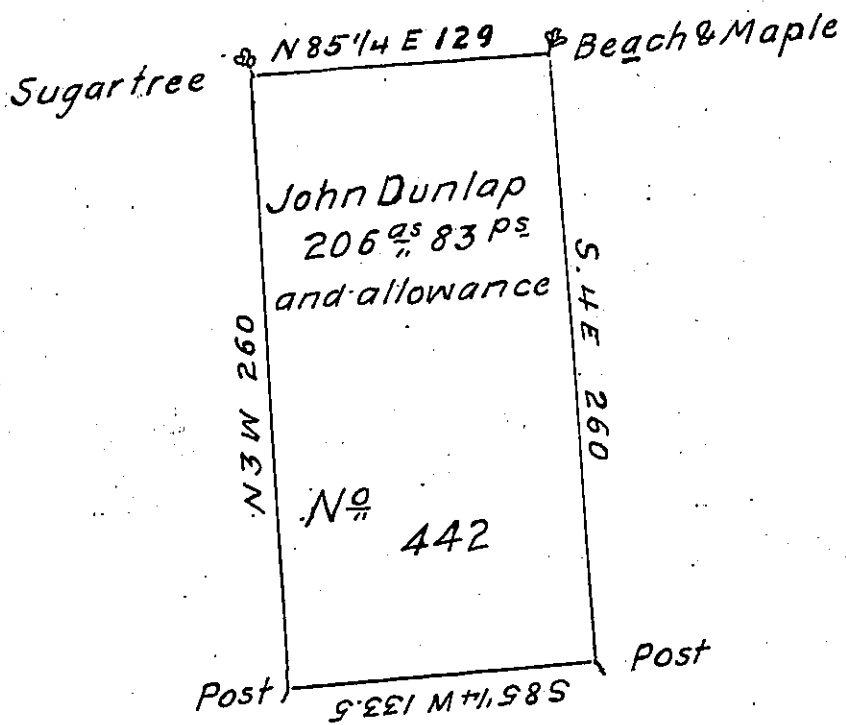 N 85 1/4 E 129
Beach & Maple
Sugartree
John Dunlap
206 as 83 ps
and allowance
S. 4 E 260
N 3 W 260
No
442
Post
Post
S 85 1/4 W 133.5